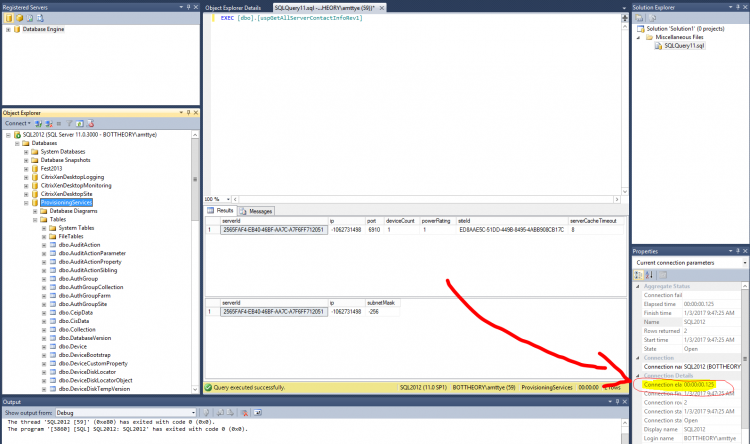 Registered Servers
Database Engine
Object Explorer
Connect
SQL2012 (SQL Server 11.0.3000 - BOTTHEORY\amttye)
Databases
System Databases
Database Snapshots
Fest2013
CitrixXenDesktopLogging
CitrixXenDesktopMonitoring
CitrixXenDesktopSite
ProvisioningServices
Database Diagrams
Tables
System Tables
FileTables
dbo.AuditAction
dbo.AuditActionParameter
dbo.AuditActionProperty
dbo.AuditActionSibling
dbo.AuthGroup
dbo.AuthGroupCollection
dbo.AuthGroupFarm
dbo.AuthGroupSite
dbo.CeipData
dbo.CisData
dbo.Collection
dbo.DatabaseVersion
dbo.Device
dbo.DeviceBootstrap
dbo.DeviceCustomProperty
dbo.DeviceDiskLocator
dbo.DeviceDiskLocatorObject
dbo.DeviceDiskTempVersion
Object Explorer Details
SQLQuery11.sql -...HEORY\amttye (59))*
EXEC [dbo].[uspGetAllServerContactInfoRev1]
100 %
Results
Messages
serverId ip port deviceCount powerRating siteId serverCacheTimeout
1 2565FAF4-EB40-46BF-AA7C-A7F6FF712051 -1062731498 6910 1 1 ED8AAE5C-51DD-449B-8495-4ABB908CB17C 8
serverId ip subnetMask
1 2565FAF4-EB40-46BF-AA7C-A7F6FF712051 -1062731498 -256
Query executed successfully.
SQL2012 (11.0 SP1)
BOTTHEORY\amttye (59)
ProvisioningServices
00:00:00
2 rows
Solution Explorer
Solution 'Solution1' (0 projects)
Miscellaneous Files
SQLQuery11.sql
Properties
Current connection parameters
Aggregate Status
Connection fail
Elapsed time 00:00:00.125
Finish time 1/3/2017 9:47:25 AM
Name SQL2012
Rows returned 2
Start time 1/3/2017 9:47:25 AM
State Open
Connection
Connection nar SQL2012 (BOTTHEORY
Connection Details
Connection ela 00:00:00.125
Connection fin 1/3/2017 9:47:25 AM
Connection rov 2
Connection sta 1/3/2017 9:47:25 AM
Connection sta Open
Display name SQL2012
Login name BOTTHEORY\amttye
Output
Show output from: Debug
The thread 'SQL2012 [59]' (0xe80) has exited with code 0 (0x0).
The program '[5860] [SQL] SQL2012: SQL2012' has exited with code 0 (0x0).